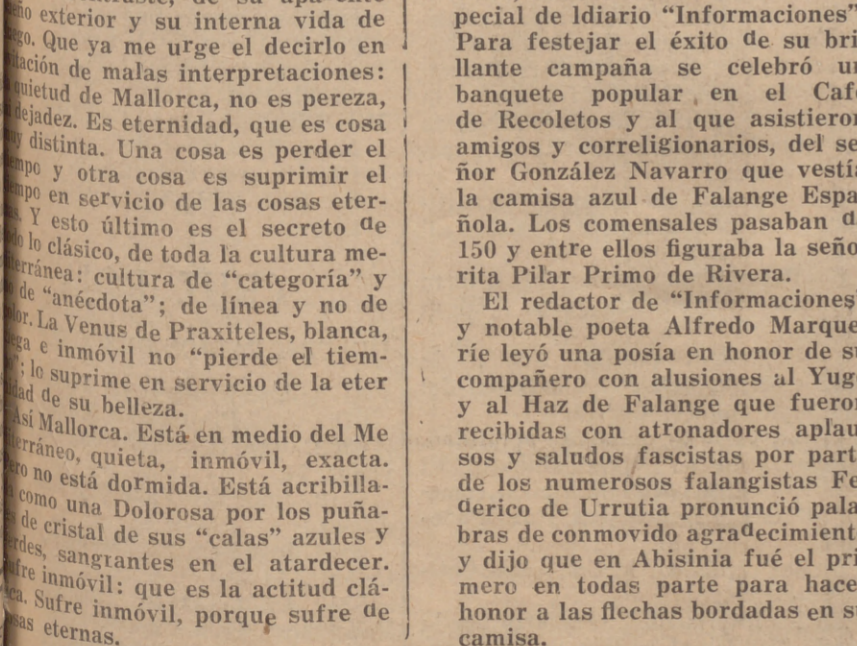 exterior y su interna vida de
Que ya me urge el decirlo en
de malas interpretaciones:
quietud de Mallorca, no es pereza,
dejadez. Es eternidad, que es cosa
distinta. Una cosa es perder el
y otra cosa es suprimir el
en servicio de las cosas eter-
Y esto último es el secreto de
lo clásico, de toda la cultura me-
cultura de “categoría” y
de “anécdota”; de línea y no de
La Venus de Praxiteles, blanca,
e inmóvil no “pierde el tiem-
lo suprime en servicio de la eter
de su belleza.
Así Mallorca. Está en medio del Me
quieta, inmóvil, exacta.
no está dormida. Está acribilla-
como una Dolorosa por los puña-
de cristal de sus “calas” azules y
sangrantes en el atardecer.
inmóvil: que es la actitud clá-
Sufre inmóvil, porque sufre de
eternas.
pecial de ldiario “Informaciones”
Para festejar el éxito de su bri
llante campaña se celebró un
banquete popular en el Café
de Recoletos y al que asistieron
amigos y correligionarios, del se
ñor González Navarro que vestía
la camisa azul de Falange Espa
ñola. Los comensales pasaban d
150 y entre ellos figuraba la seño
rita Pilar Primo de Rivera.
El redactor de “Informaciones
y notable poeta Alfredo Marque
ríe leyó una posía en honor de su
compañero con alusiones al Yugo
y al Haz de Falange que fueron
recibidas con atronadores aplau
sos y saludos fascistas por part
de los numerosos falangistas Fe
derico de Urrutia pronunció pala
bras de conmovido agradecimient
y dijo que en Abisinia fué el pri
mero en todas parte para hace
honor a las flechas bordadas en su
camisa.